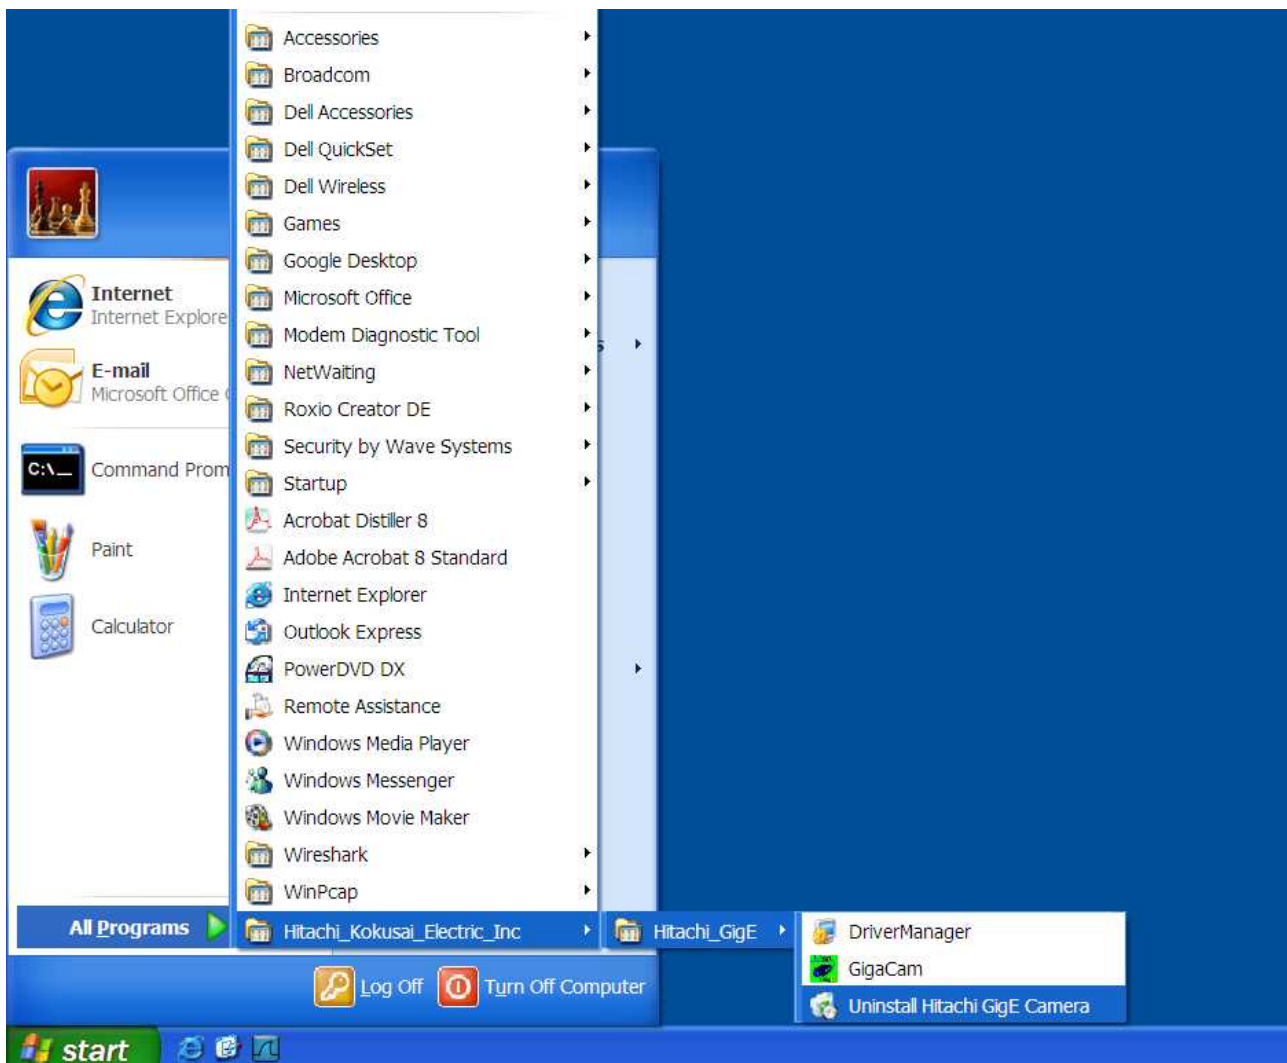 Accessories
Broadcom
Dell Accessories
Dell QuickSet
Dell Wireless
Games
Google Desktop
Microsoft Office
Modem Diagnostic Tool
NetWaiting
Roxio Creator DE
Security by Wave Systems
Startup
Acrobat Distiller 8
Adobe Acrobat 8 Standard
Internet Explorer
Outlook Express
PowerDVD DX
Remote Assistance
Windows Media Player
Windows Messenger
Windows Movie Maker
Wireshark
WinPcap
Hitachi_Kokusai_Electric_Inc
Hitachi_GigE
DriverManager
GigaCam
Uninstall Hitachi GigE Camera
Internet
Internet Explore
E-mail
Microsoft Office
C:\_
Command Prom
Paint
Calculator
All Programs
Log Off
Turn Off Computer
start